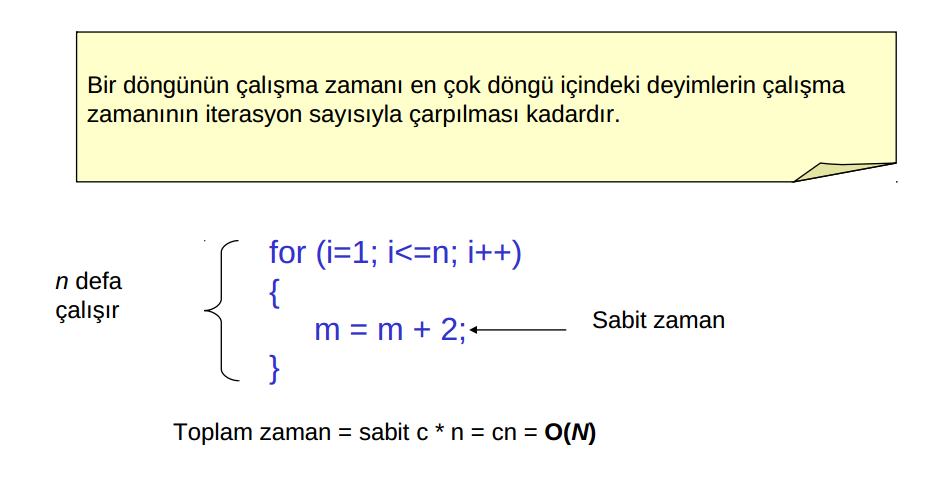 Bir döngünün çalışma zamanı en çok döngü içindeki deyimlerin çalışma
zamanının iterasyon sayısıyla çarpılması kadardır.
for (i=1; i<=n; i++)
n defa
çalışır
{
m = m + 2;
Sabit zaman
}
Toplam zaman = sabit c * n = cn = O(N)